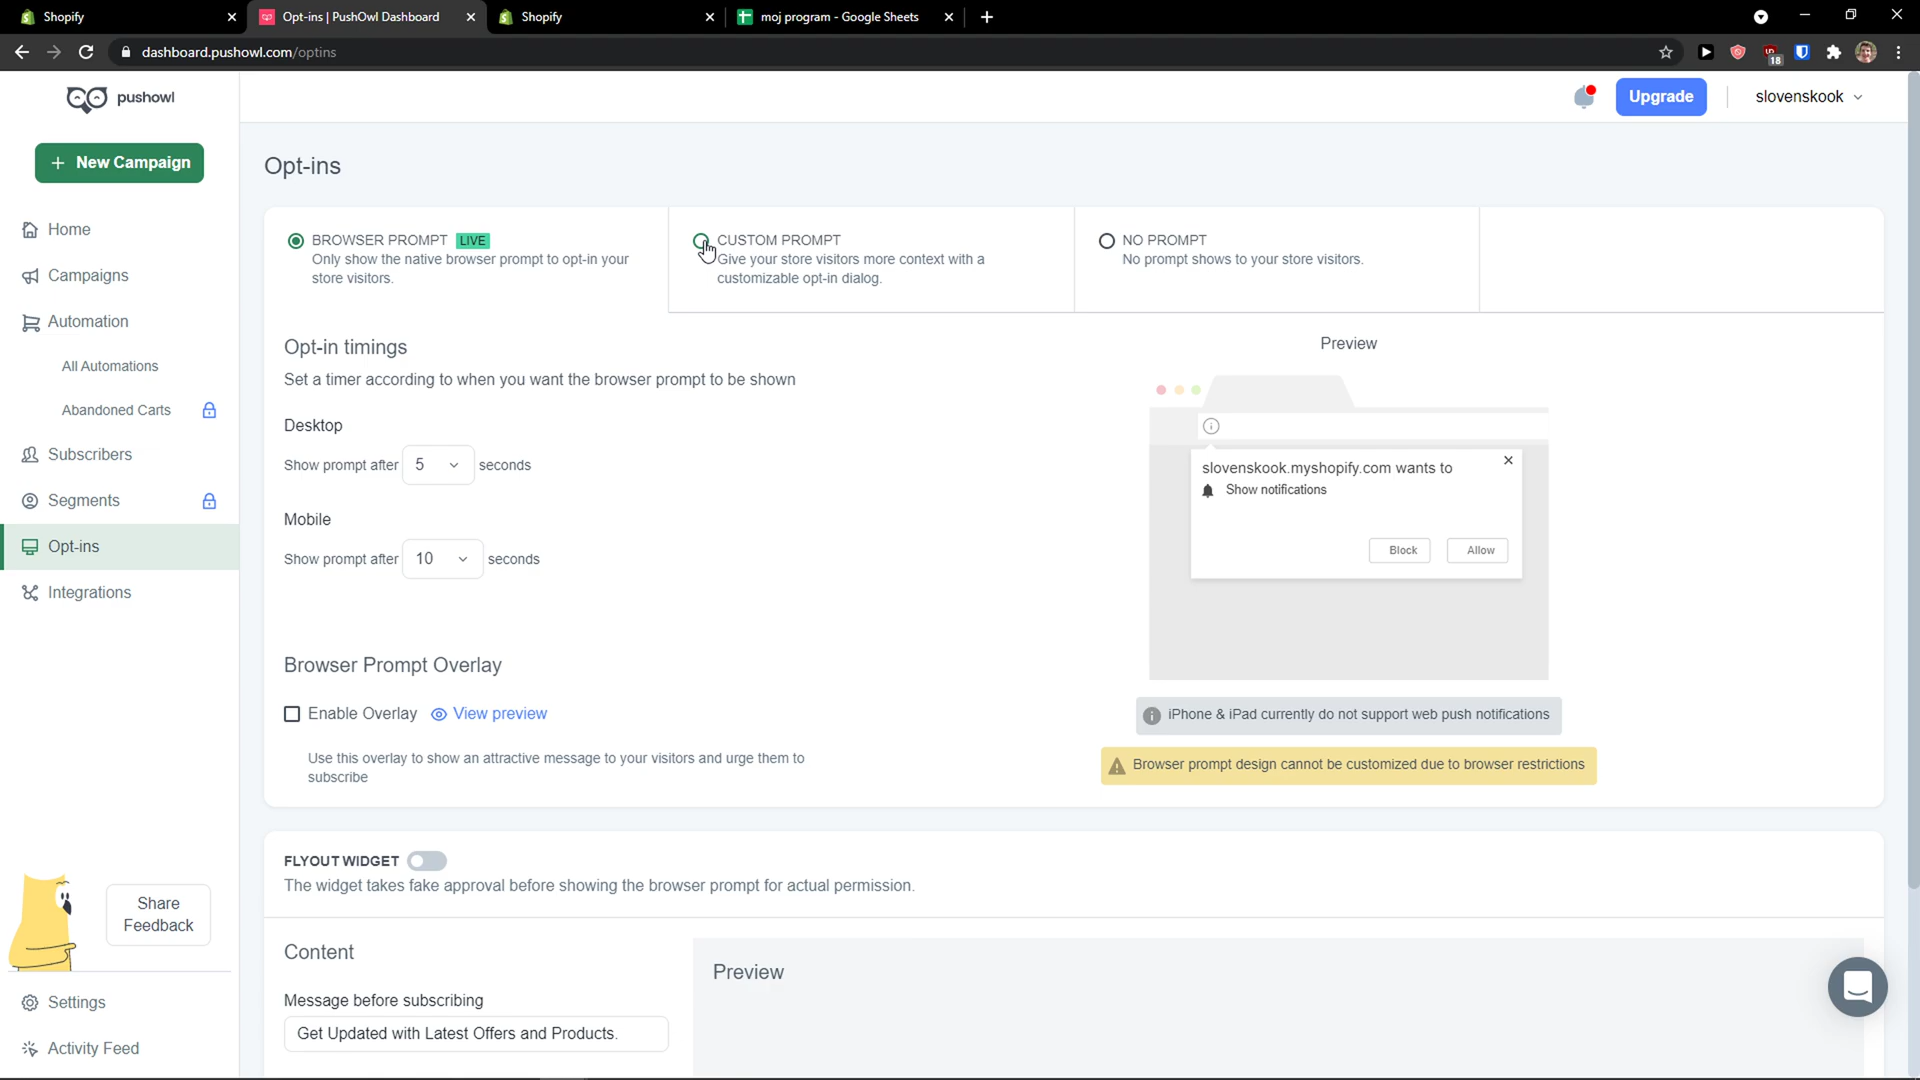 Shopify
Opt-ins | PushOwl Dashboard
Shopify
moj program - Google Sheets
dashboard.pushowl.com/optins
18
pushowl
Upgrade
slovenskook
+ New Campaign
Home
Campaigns
Automation
All Automations
Abandoned Carts
Subscribers
Segments
Opt-ins
Integrations
Share
Feedback
Settings
Activity Feed
Opt-ins
BROWSER PROMPT LIVE
Only show the native browser prompt to opt-in your
store visitors.
CUSTOM PROMPT
Give your store visitors more context with a
customizable opt-in dialog.
NO PROMPT
No prompt shows to your store visitors.
Opt-in timings
Set a timer according to when you want the browser prompt to be shown
Desktop
Show prompt after 5 seconds
Mobile
Show prompt after 10 seconds
Browser Prompt Overlay
Enable Overlay View preview
Use this overlay to show an attractive message to your visitors and urge them to
subscribe
Preview
slovenskook.myshopify.com wants to
Show notifications
Block Allow
iPhone & iPad currently do not support web push notifications
Browser prompt design cannot be customized due to browser restrictions
FLYOUT WIDGET
The widget takes fake approval before showing the browser prompt for actual permission.
Content
Message before subscribing
Get Updated with Latest Offers and Products.
Preview